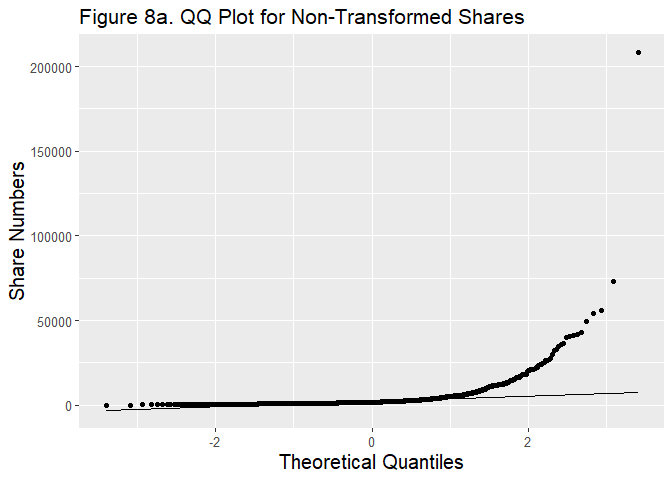 Figure 8a. QQ Plot for Non-Transformed Shares
200000
150000
100000
50000
0
Share Numbers
-2
0
2
Theoretical Quantiles